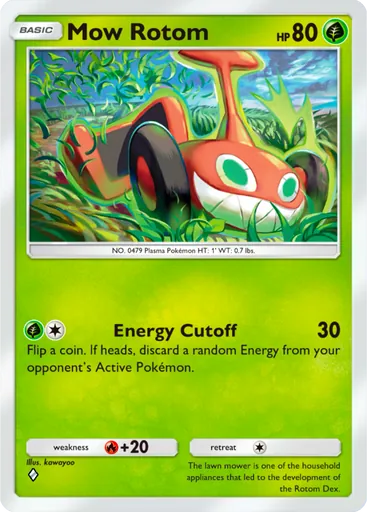 BASIC Mow Rotom HP 80
NO. 0479 Plasma Pokémon HT: 1' WT: 0.7 lbs.
Energy Cutoff 30
Flip a coin. If heads, discard a random Energy from your
opponent's Active Pokémon.
weakness +20 retreat
Illus. kawayoo
The lawn mower is one of the household
appliances that led to the development of
the Rotom Dex.